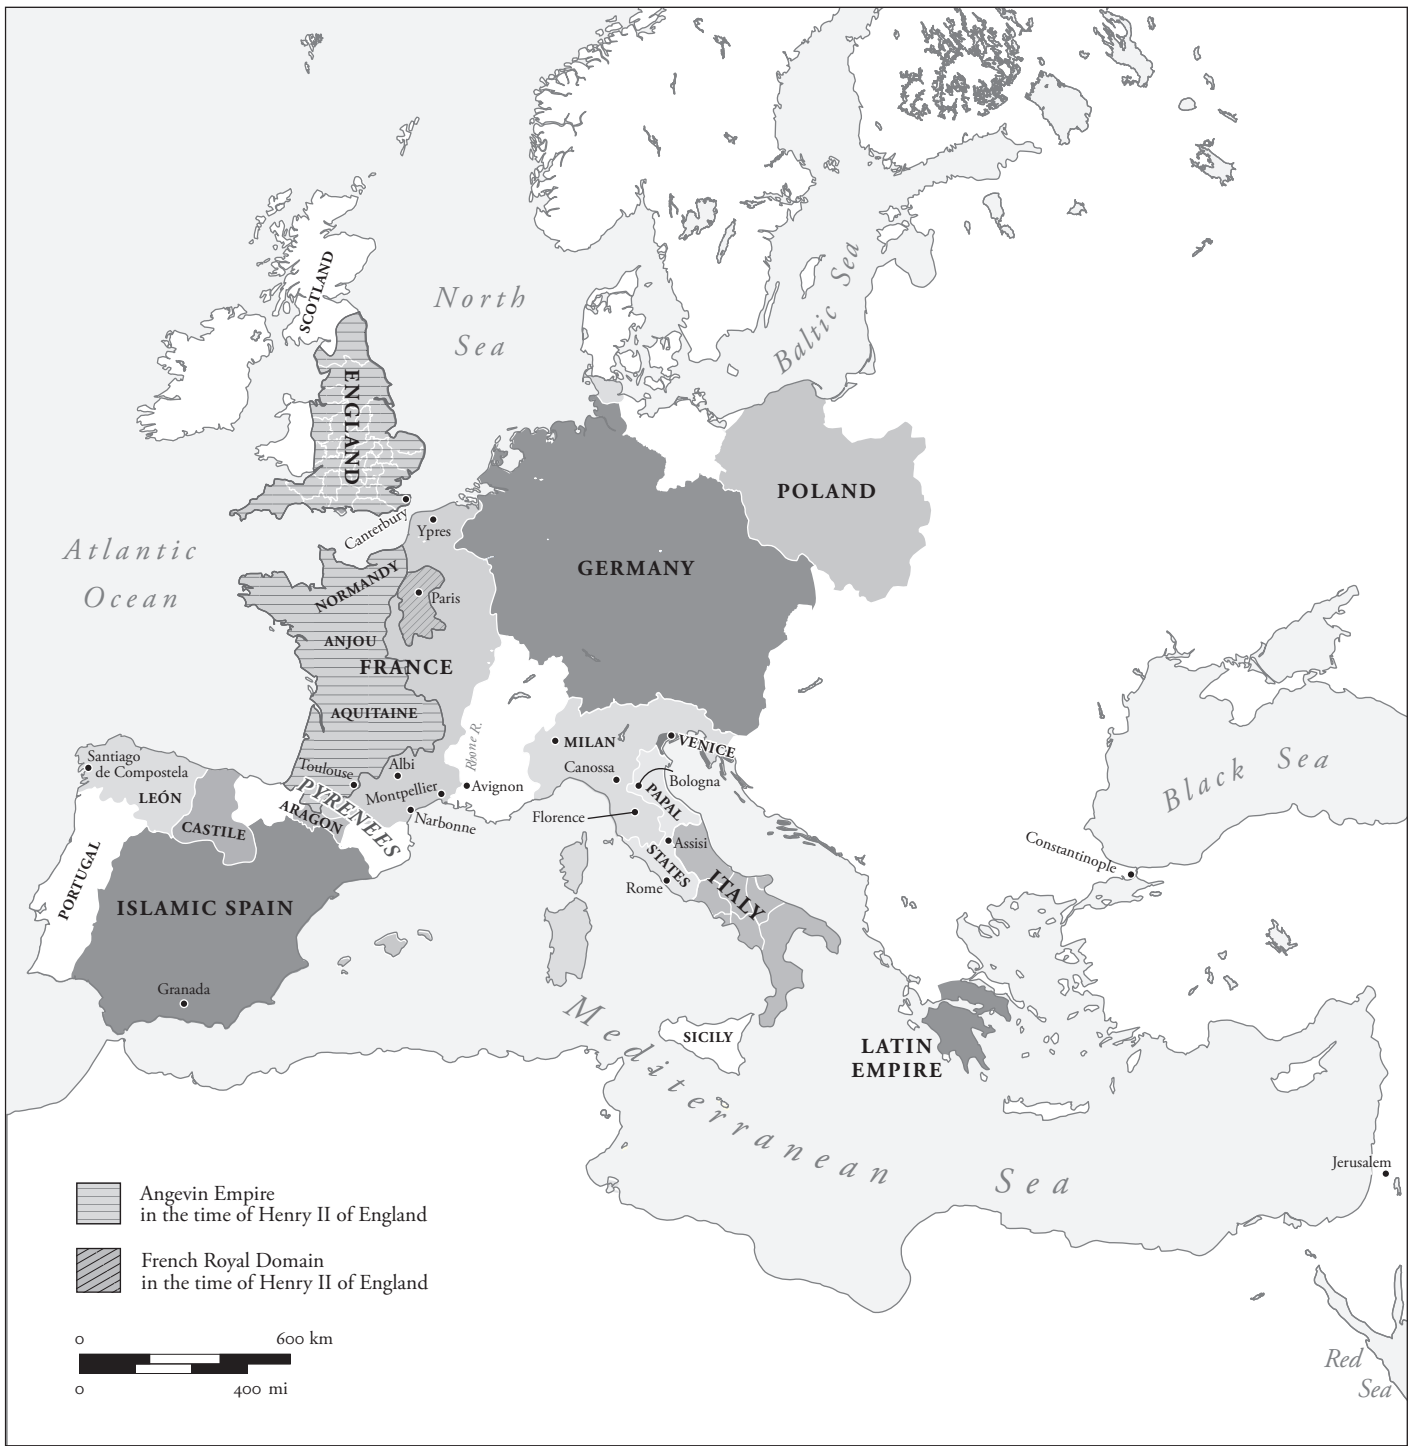 North
Sea
Baltic Sea
SCOTLAND
ENGLAND
Canterbury
Ypres
POLAND
GERMANY
Atlantic
Ocean
NORMANDY
Paris
ANJOU
FRANCE
AQUITAINE
Rhone R.
MILAN
VENICE
Santiago
de Compostela
Toulouse
Albi
Canossa
Bologna
LEÓN
PYRENEES
Montpellier
Avignon
PAPAL
STATES
Black Sea
ARAGON
Narbonne
Florence
CASTILE
Assisi
Constantinople
PORTUGAL
Rome
ITALY
ISLAMIC SPAIN
Granada
Mediterranean
Sea
SICILY
LATIN
EMPIRE
Jerusalem
Angevin Empire
in the time of Henry II of England
French Royal Domain
in the time of Henry II of England
0 600 km
0 400 mi
Red
Sea